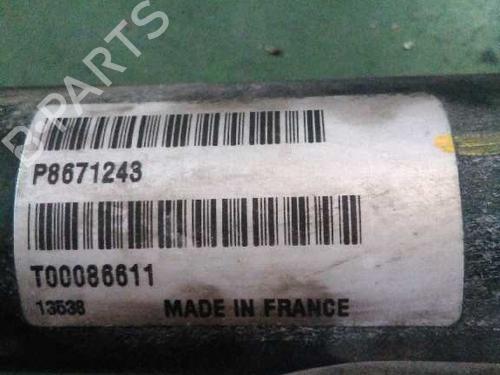 B-PARTS
P8671243
T00086611
13538 MADE IN FRANCE